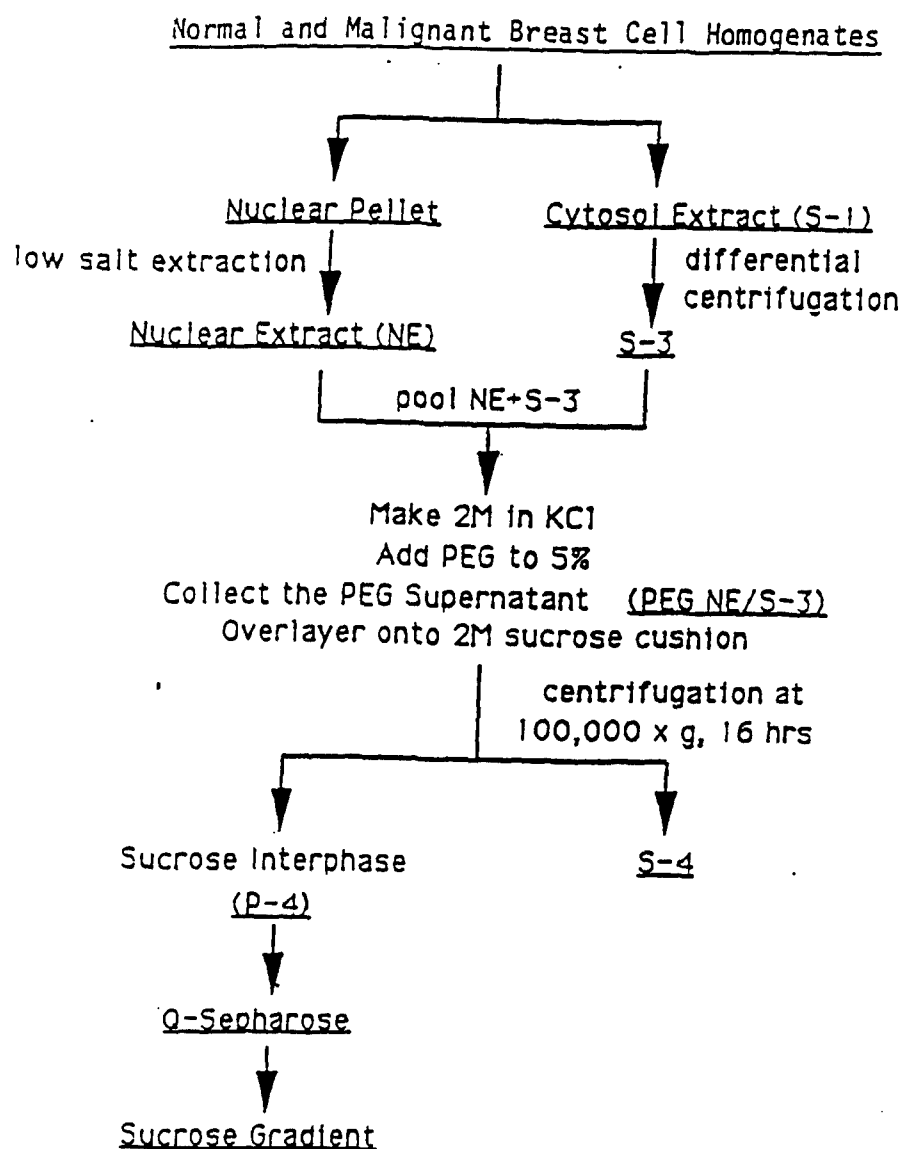 Normal and Malignant Breast Cell Homogenates
Nuclear Pellet
Cytosol Extract (S-1)
low salt extraction
differential
centrifugation
Nuclear Extract (NE)
S-3
pool NE+S-3
Make 2M in KCl
Add PEG to 5%
Collect the PEG Supernatant (PEG NE/S-3)
Overlayer onto 2M sucrose cushion
centrifugation at
100,000 x g, 16 hrs
Sucrose Interphase
(P-4)
S-4
Q-Sepharose
Sucrose Gradient